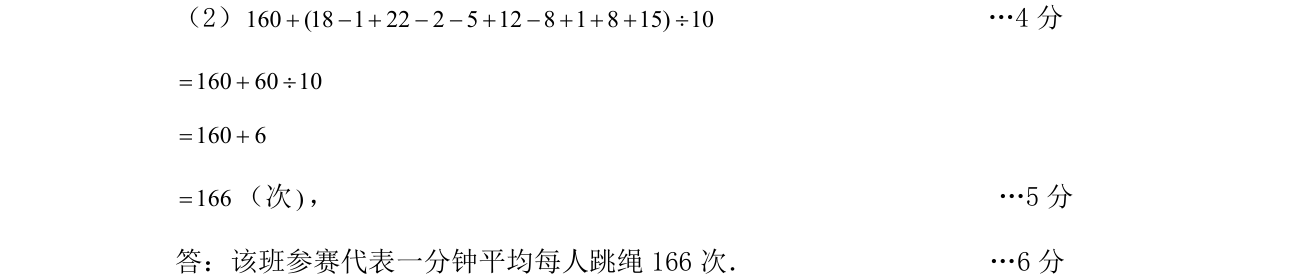 （2）160+(18-1+22-2-5+12-8+1+8+15)÷10 …4 分
=160+60÷10
=160+6
=166（次）, …5 分
答：该班参赛代表一分钟平均每人跳绳 166 次. …6 分